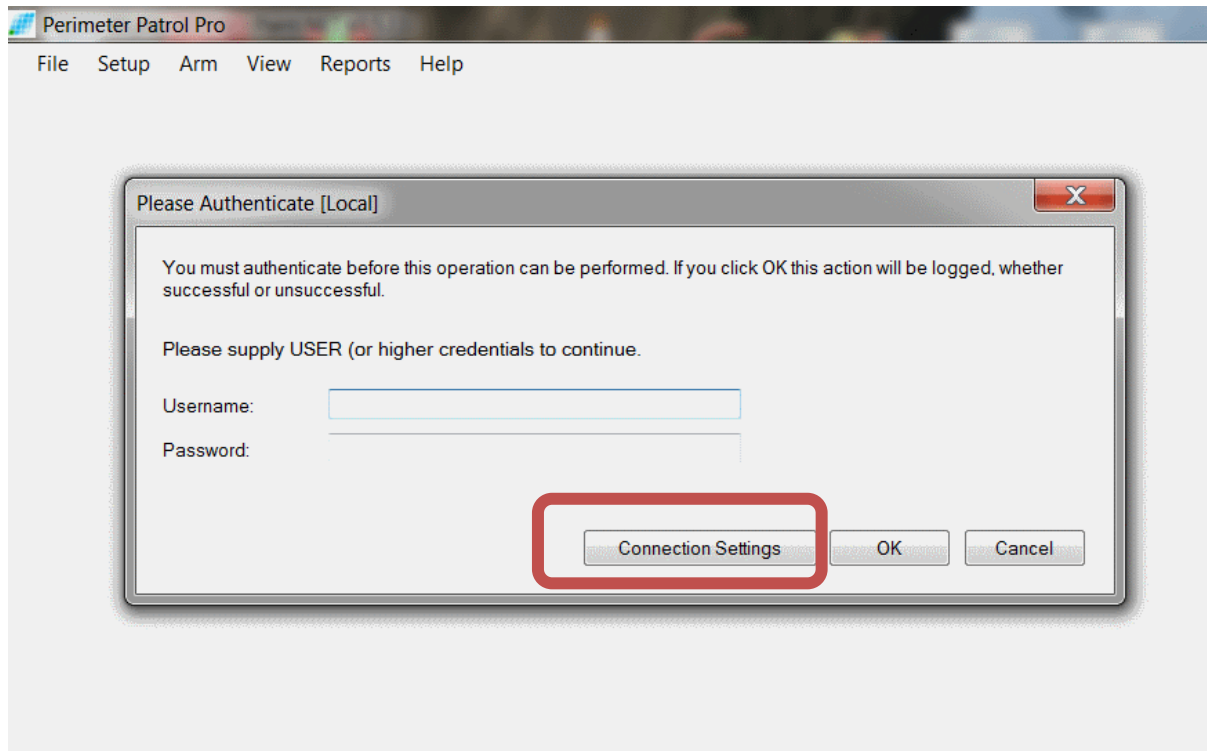 Perimeter Patrol Pro
File Setup Arm View Reports Help
Please Authenticate [Local]
You must authenticate before this operation can be performed. If you click OK this action will be logged, whether
successful or unsuccessful.
Please supply USER (or higher credentials to continue.
Username:
Password:
Connection Settings OK Cancel